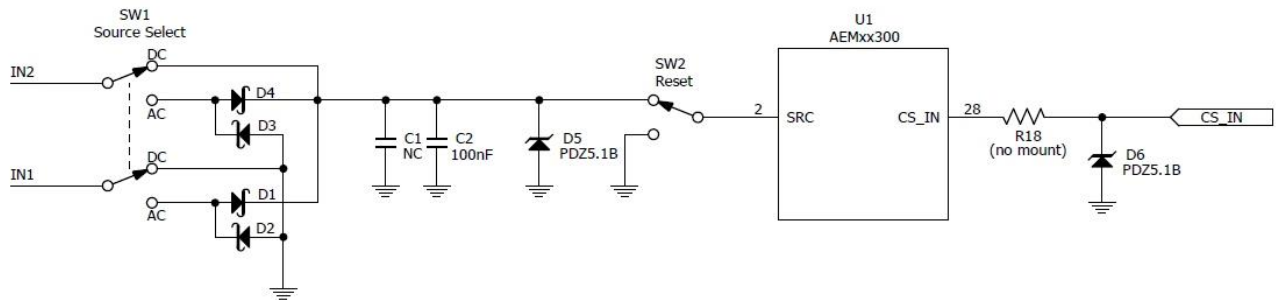 SW1
Source Select
IN2
DC
AC
D4
D3
IN1
DC
AC
D1
D2
C1
NC
C2
100nF
D5
PDZ5.1B
SW2
Reset
U1
AEMxx300
2
SRC
CS_IN
28
R18
(no mount)
D6
PDZ5.1B
CS_IN